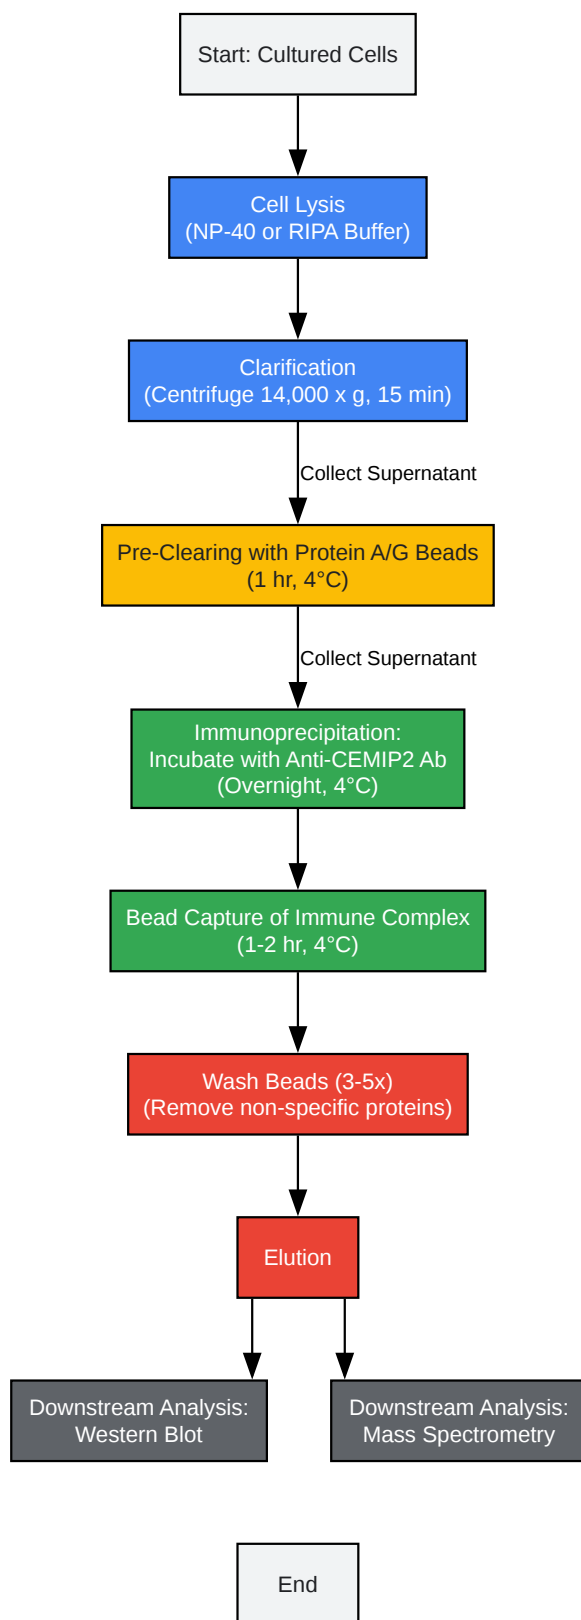 Start: Cultured Cells
Cell Lysis
(NP-40 or RIPA Buffer)
Clarification
(Centrifuge 14,000 x g, 15 min)
Collect Supernatant
Pre-Clearing with Protein A/G Beads
(1 hr, 4°C)
Collect Supernatant
Immunoprecipitation:
Incubate with Anti-CEMIP2 Ab
(Overnight, 4°C)
Bead Capture of Immune Complex
(1-2 hr, 4°C)
Wash Beads (3-5x)
(Remove non-specific proteins)
Elution
Downstream Analysis:
Western Blot
Downstream Analysis:
Mass Spectrometry
End